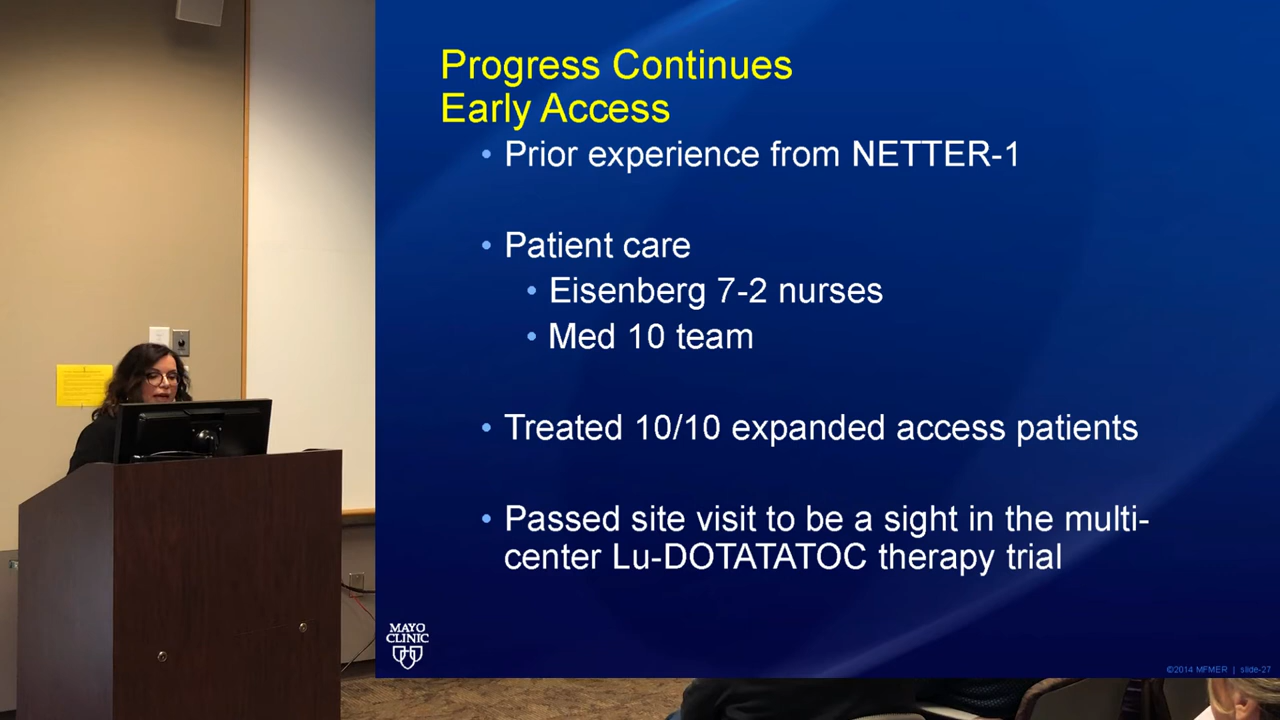 Progress Continues
Early Access
• Prior experience from NETTER-1
• Patient care
• Eisenberg 7-2 nurses
• Med 10 team
• Treated 10/10 expanded access patients
• Passed site visit to be a sight in the multi-
center Lu-DOTATATOC therapy trial
MAYO
CLINIC
©2014 MFMER | slide-27